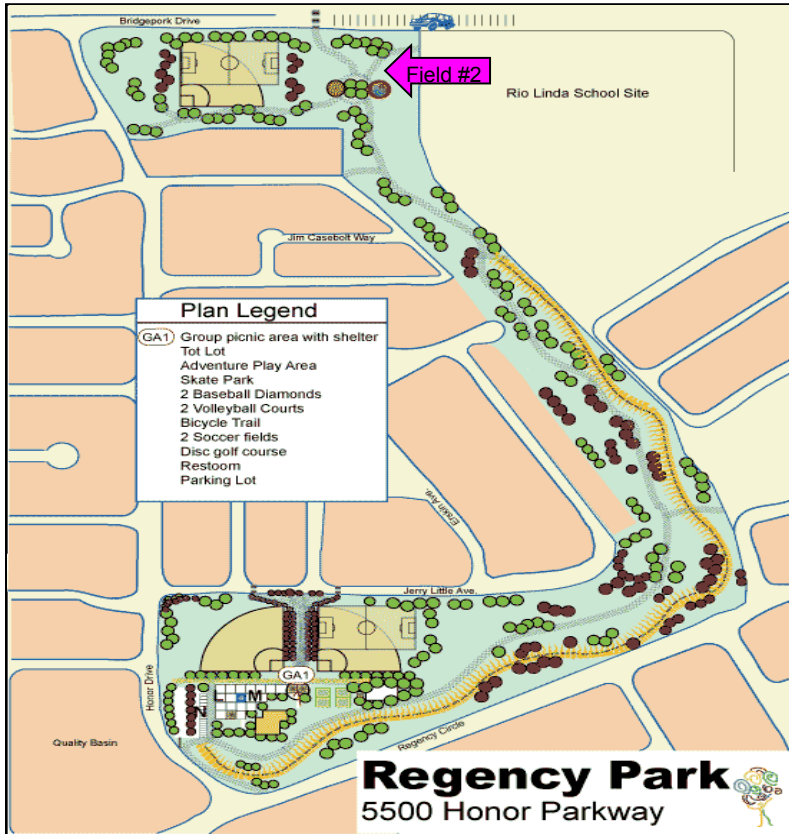 Bridgepork Drive
Field #2
Rio Linda School Site
Jim Casebolt Way
Plan Legend
GA1 Group picnic area with shelter
Tot Lot
Adventure Play Area
Skate Park
2 Baseball Diamonds
2 Volleyball Courts
Bicycle Trail
2 Soccer fields
Disc golf course
Restoom
Parking Lot
Erskin Ave.
Jerry Little Ave.
GA1
Honor Drive
L
M
N
Quality Basin
Regency Circle
Regency Park
5500 Honor Parkway